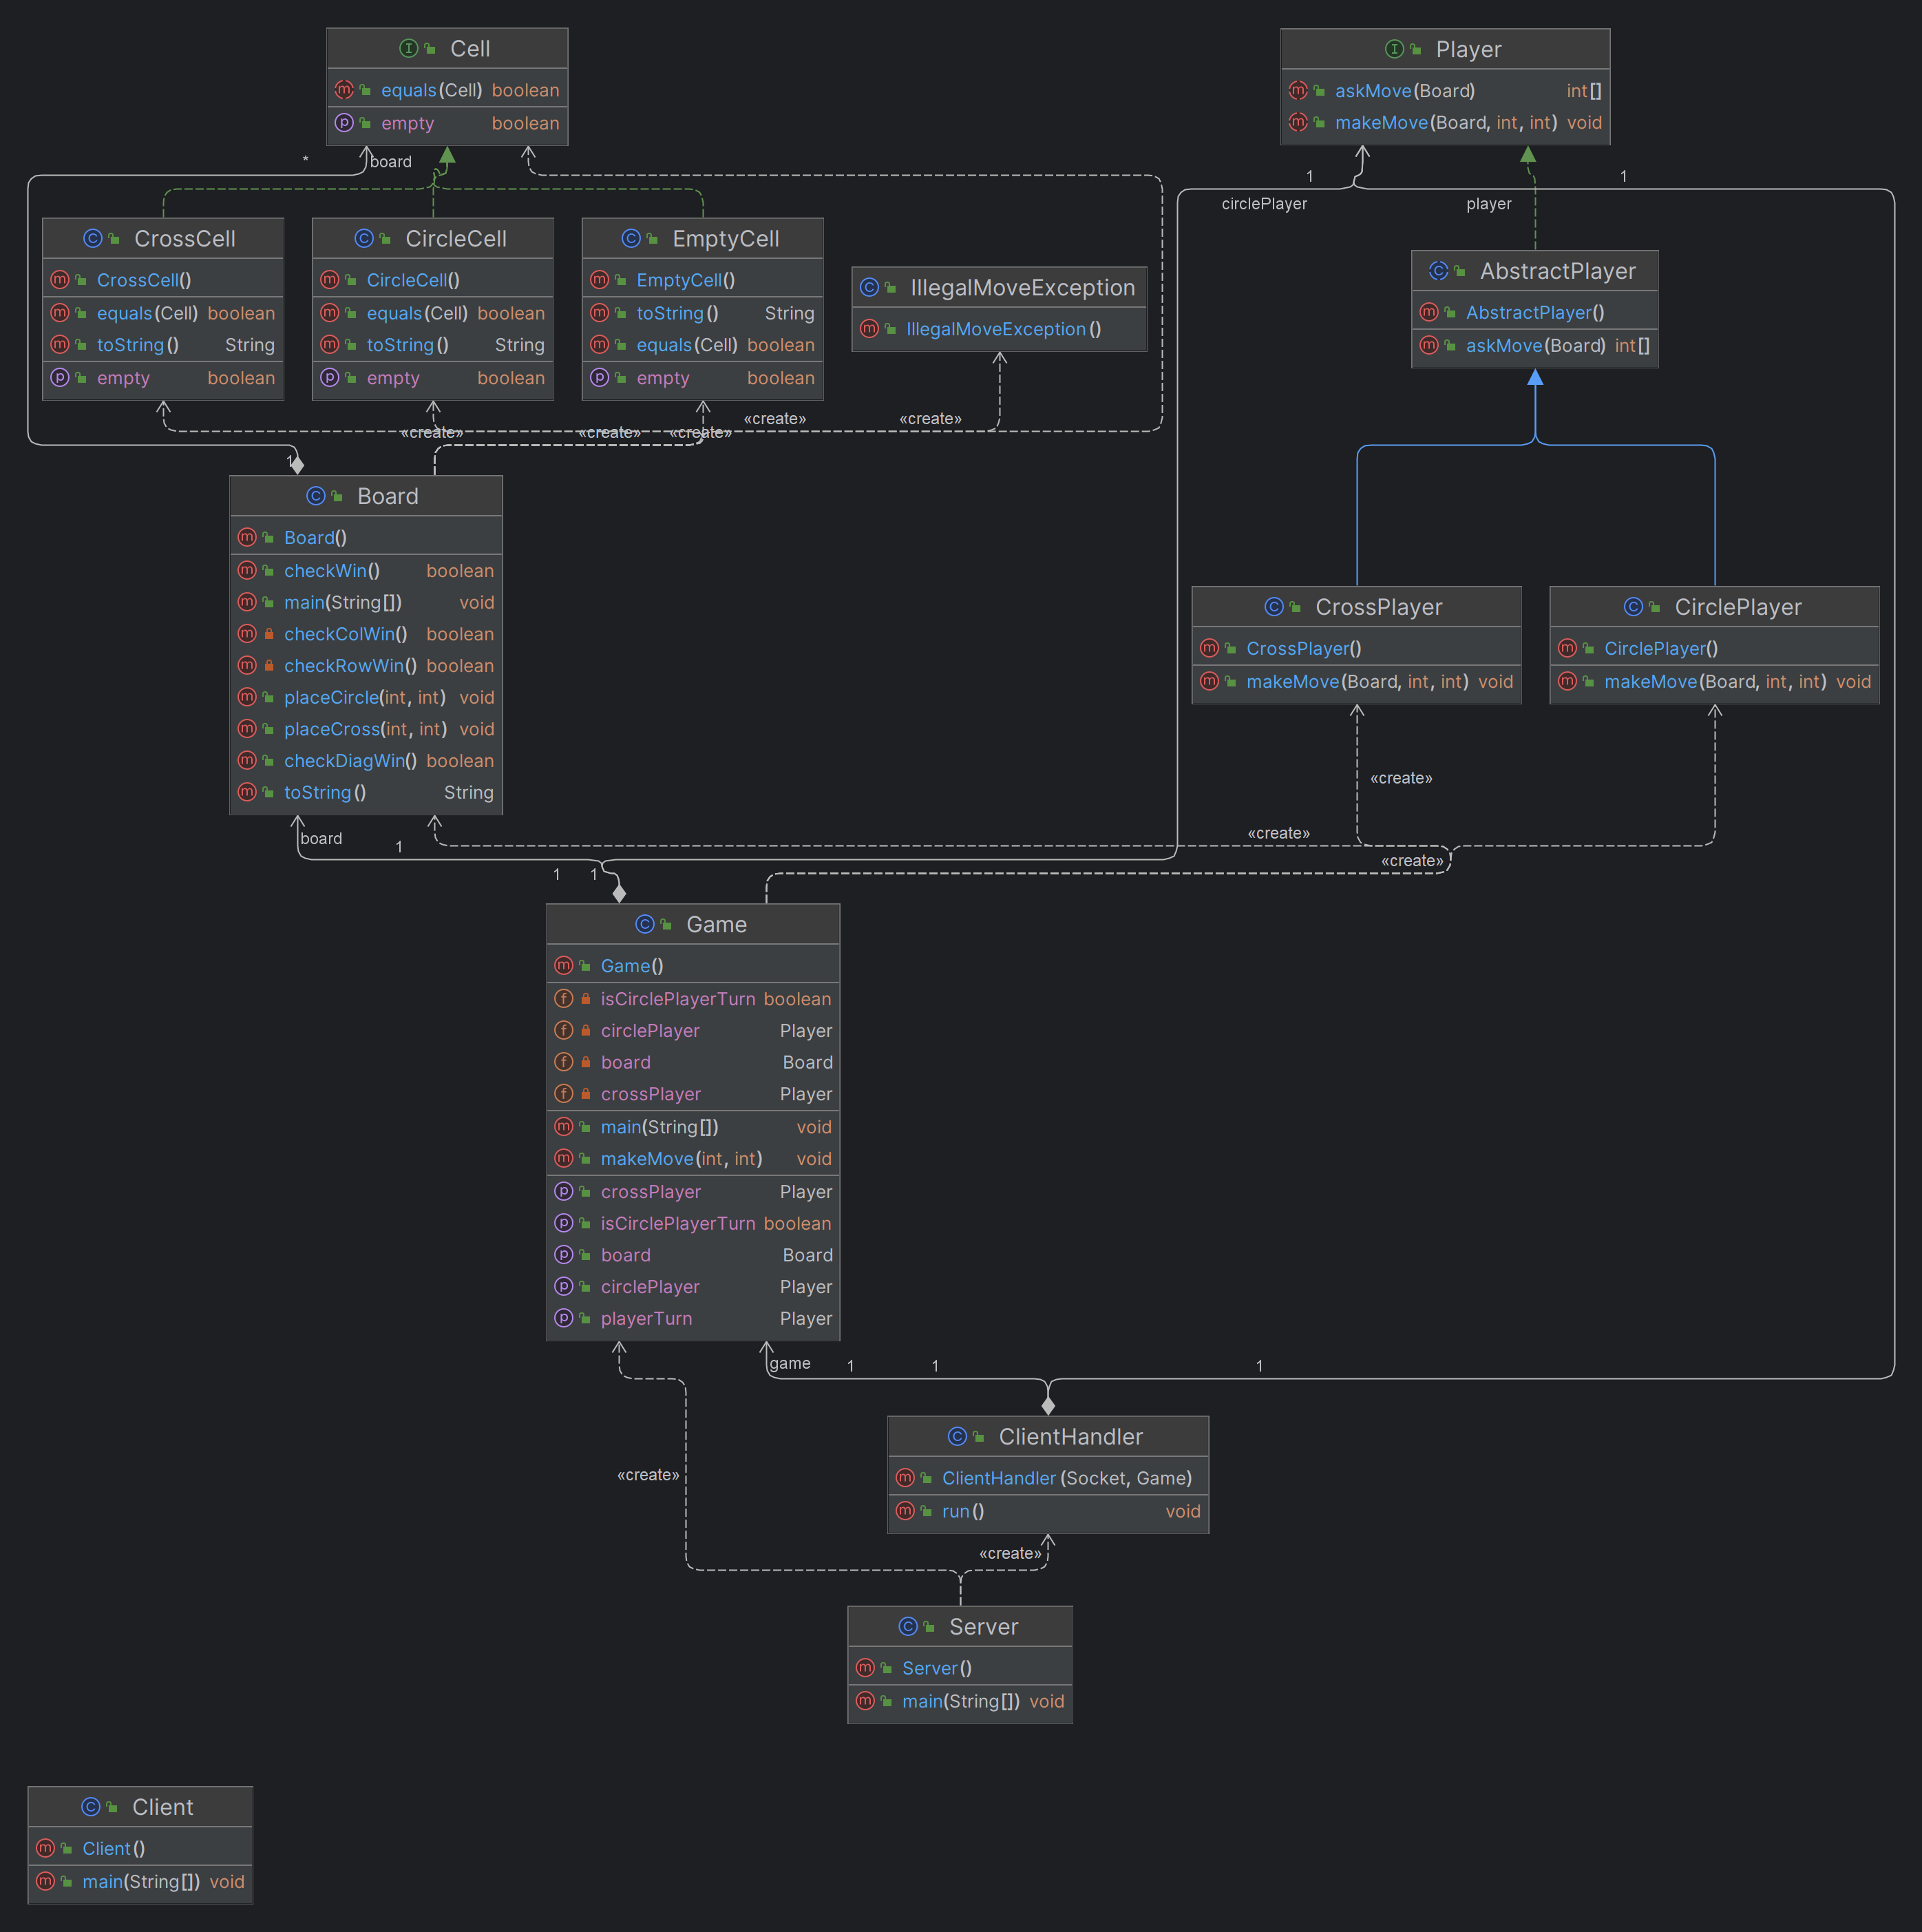 Cell
equals(Cell) boolean
empty boolean
Player
askMove(Board) int[]
makeMove(Board, int, int) void
* board
1 1
circlePlayer player
CrossCell
CrossCell()
equals(Cell) boolean
toString() String
empty boolean
CircleCell
CircleCell()
equals(Cell) boolean
toString() String
empty boolean
EmptyCell
EmptyCell()
toString() String
equals(Cell) boolean
empty boolean
IllegalMoveException
IllegalMoveException()
AbstractPlayer
AbstractPlayer()
askMove(Board) int[]
«create» «create»
«create» «create» «create»
1
Board
Board()
checkWin() boolean
main(String[]) void
checkColWin() boolean
checkRowWin() boolean
placeCircle(int, int) void
placeCross(int, int) void
checkDiagWin() boolean
toString() String
CrossPlayer
CrossPlayer()
makeMove(Board, int, int) void
CirclePlayer
CirclePlayer()
makeMove(Board, int, int) void
«create»
board 1 «create»
«create»
1 1
Game
Game()
isCirclePlayerTurn boolean
circlePlayer Player
board Board
crossPlayer Player
main(String[]) void
makeMove(int, int) void
crossPlayer Player
isCirclePlayerTurn boolean
board Board
circlePlayer Player
playerTurn Player
game 1 1 1
ClientHandler
ClientHandler(Socket, Game)
run() void
«create»
«create»
Server
Server()
main(String[]) void
Client
Client()
main(String[]) void